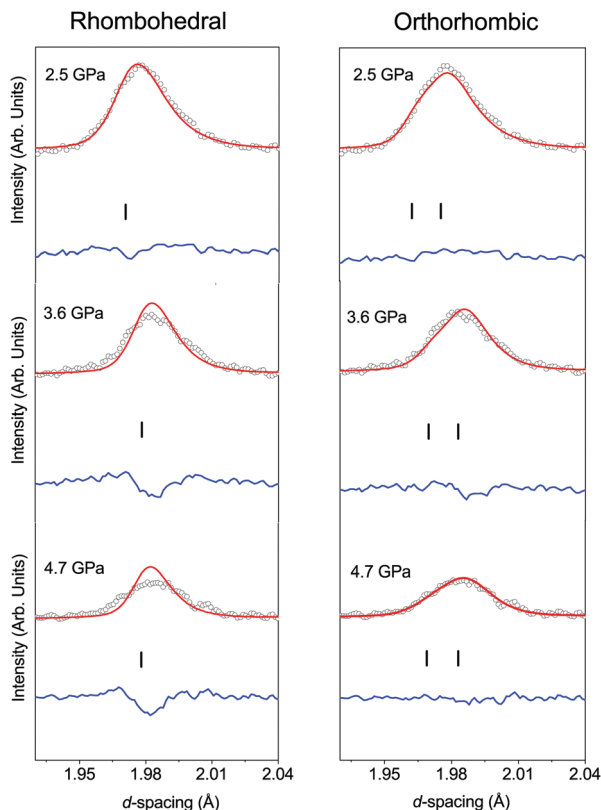 Rhombohedral
Orthorhombic
Intensity (Arb. Units)
2.5 GPa
2.5 GPa
Intensity (Arb. Units)
3.6 GPa
3.6 GPa
Intensity (Arb. Units)
4.7 GPa
4.7 GPa
1.95 1.98 2.01 2.04
1.95 1.98 2.01 2.04
d-spacing (Å)
d-spacing (Å)